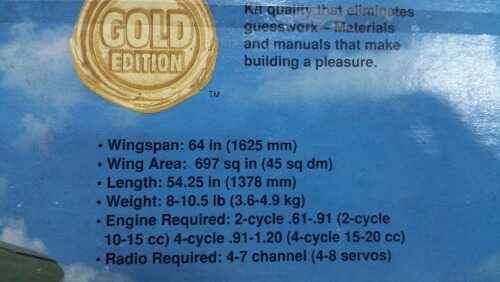 GOLD
EDITION
TM
Kit quality that eliminates
guesswork – Materials
and manuals that make
building a pleasure.
• Wingspan: 64 in (1625 mm)
• Wing Area: 697 sq in (45 sq dm)
• Length: 54.25 in (1378 mm)
• Weight: 8-10.5 lb (3.6-4.9 kg)
• Engine Required: 2-cycle .61-.91 (2-cycle
10-15 cc) 4-cycle .91-1.20 (4-cycle 15-20 cc)
• Radio Required: 4-7 channel (4-8 servos)